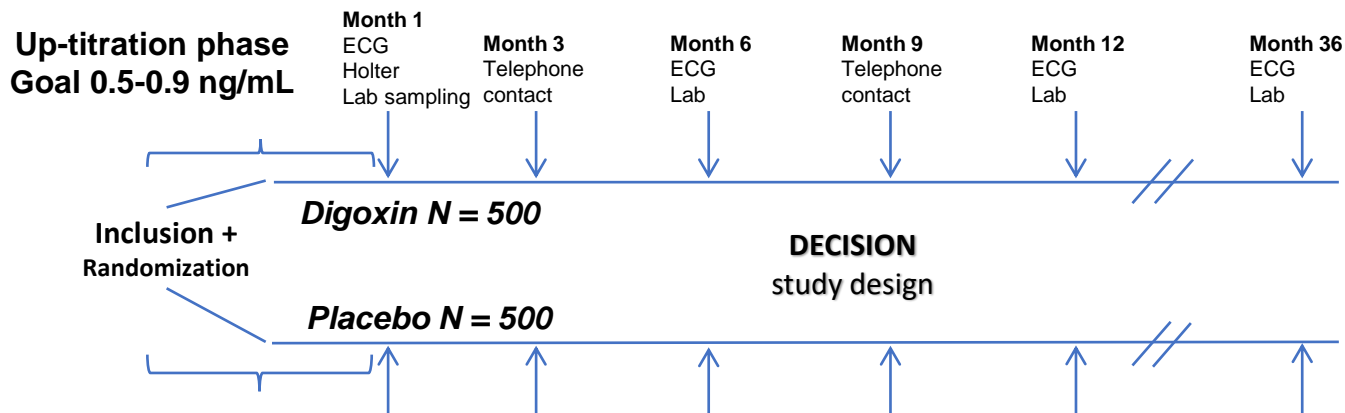 Up-titration phase
Goal 0.5-0.9 ng/mL
Month 1
ECG
Holter
Lab sampling
Month 3
Telephone
contact
Month 6
ECG
Lab
Month 9
Telephone
contact
Month 12
ECG
Lab
Month 36
ECG
Lab
Digoxin N = 500
Inclusion +
Randomization
DECISION
study design
Placebo N = 500